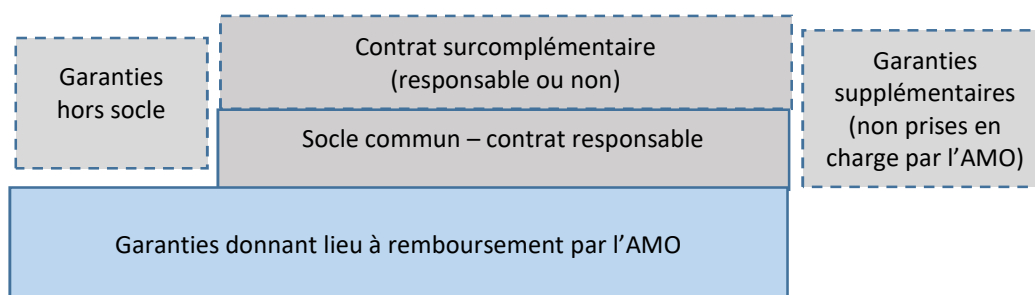 Garanties
hors socle
Contrat surcomplémentaire
(responsable ou non)
Socle commun – contrat responsable
Garanties
supplémentaires
(non prises en
charge par l’AMO)
Garanties donnant lieu à remboursement par l’AMO